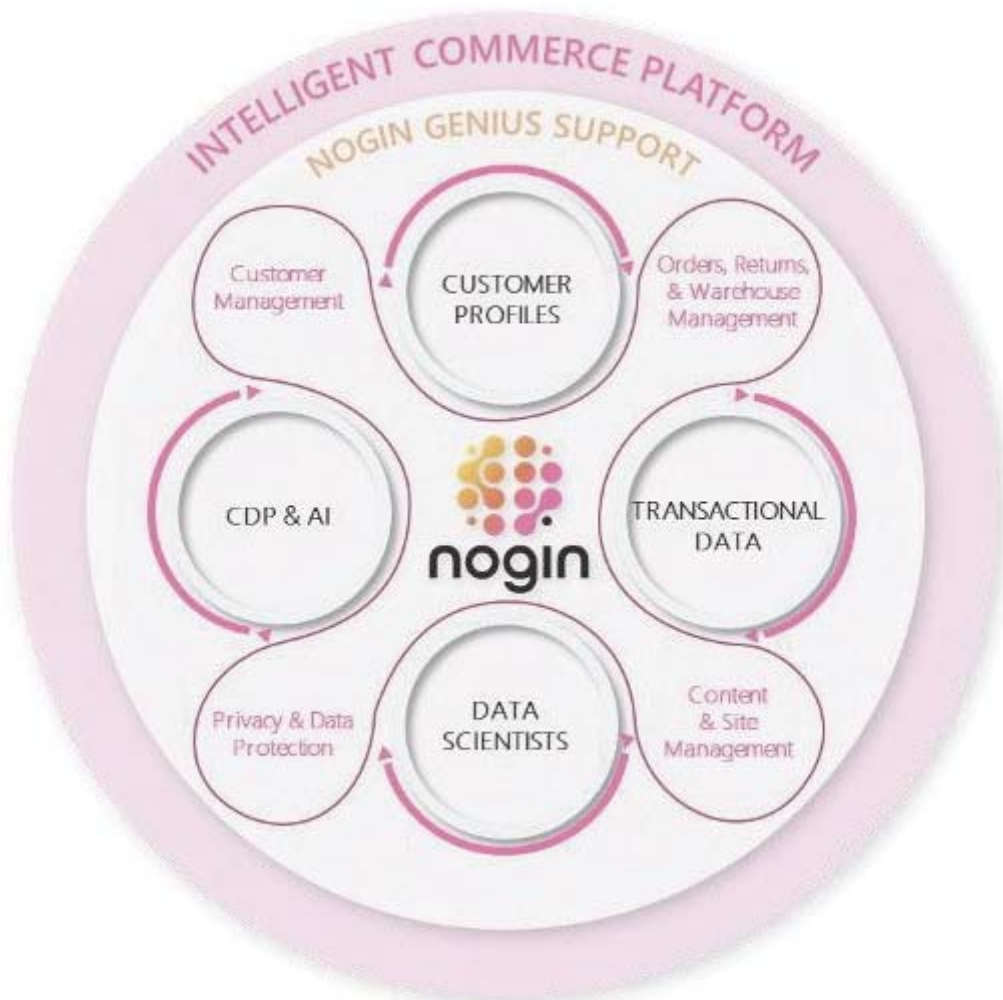 INTELLIGENT COMMERCE PLATFORM
NOGIN GENIUS SUPPORT
Customer
Management
CUSTOMER
PROFILES
Orders, Returns,
& Warehouse
Management
CDP & AI
nogin
TRANSACTIONAL
DATA
Privacy & Data
Protection
DATA
SCIENTISTS
Content
& Site
Management